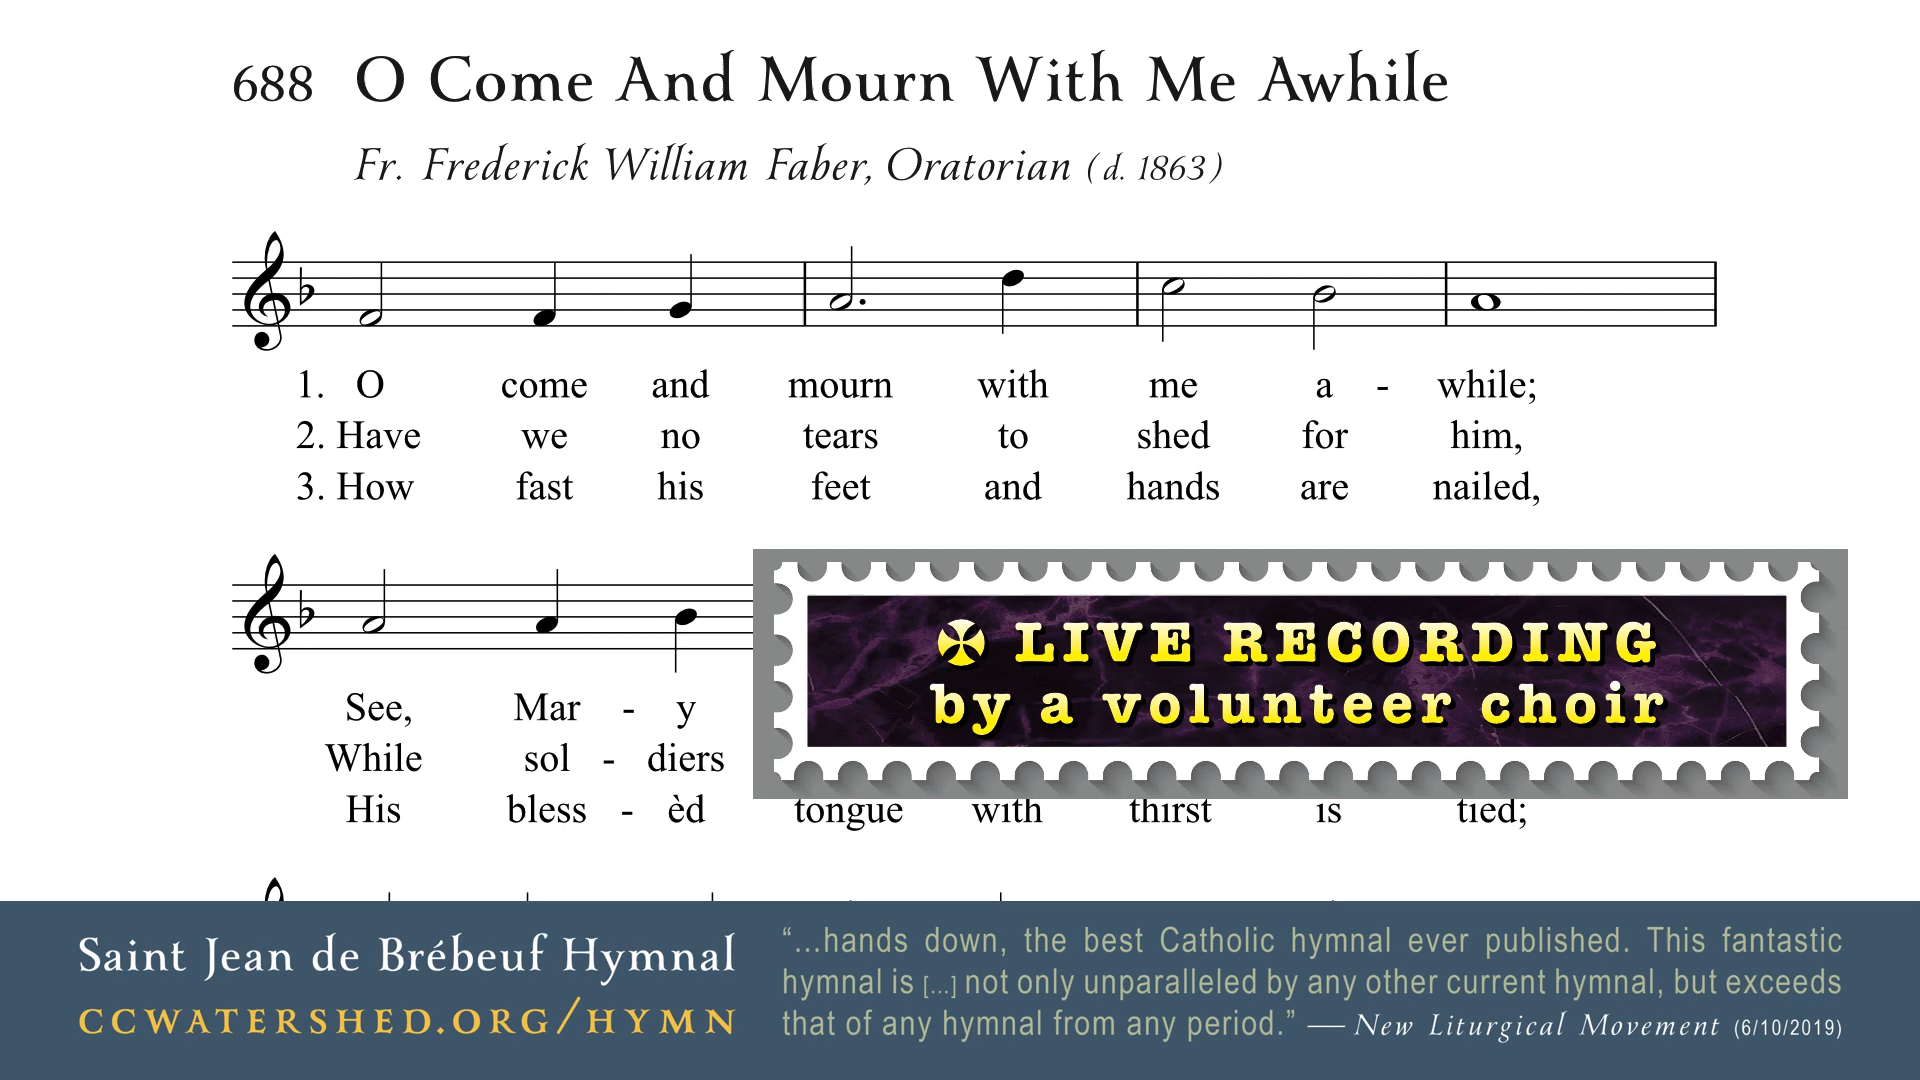 688 O Come And Mourn With Me Awhile
Fr. Frederick William Faber, Oratorian (d. 1863)
1. O come and mourn with me a - while;
2. Have we no tears to shed for him,
3. How fast his feet and hands are nailed,
See, Mar - y
While sol - diers
His bless - èd tongue with thirst is tied;
✠ LIVE RECORDING
by a volunteer choir
Saint Jean de Brébeuf Hymnal
CCWATERSHED.ORG/HYMN
“…hands down, the best Catholic hymnal ever published. This fantastic
hymnal is [...] not only unparalleled by any other current hymnal, but exceeds
that of any hymnal from any period.” — New Liturgical Movement (6/10/2019)